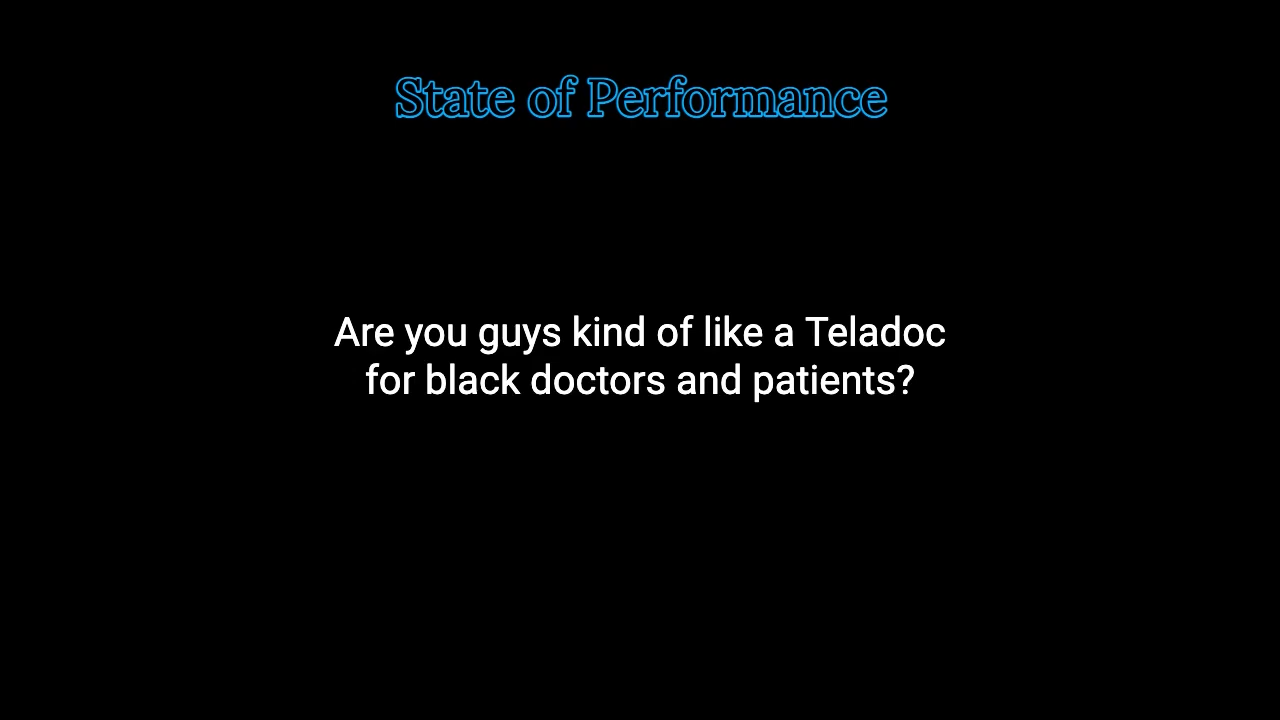 State of Performance
Are you guys kind of like a Teladoc
for black doctors and patients?